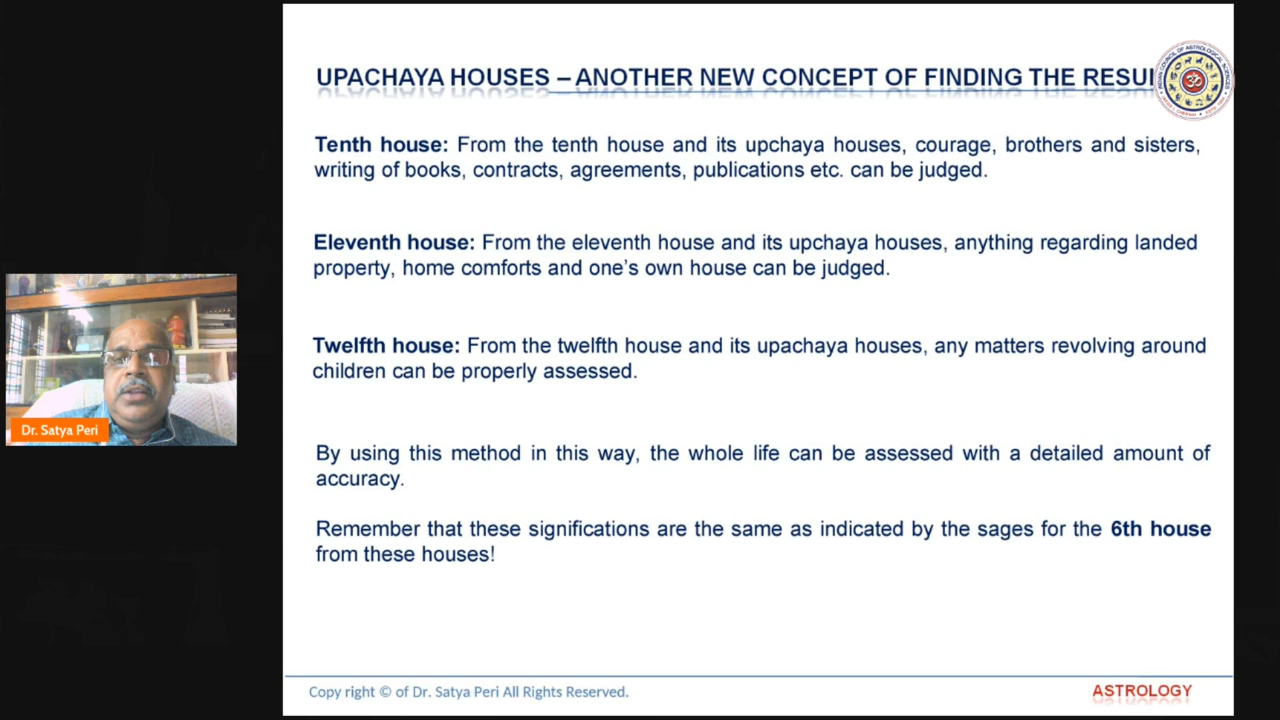 UPACHAYA HOUSES – ANOTHER NEW CONCEPT OF FINDING THE
Tenth house: From the tenth house and its upchaya houses, courage, brothers and sisters,
writing of books, contracts, agreements, publications etc. can be judged.
Eleventh house: From the eleventh house and its upchaya houses, anything regarding landed
property, home comforts and one’s own house can be judged.
Twelfth house: From the twelfth house and its upachaya houses, any matters revolving around
children can be properly assessed.
Dr. Satya Peri
By using this method in this way, the whole life can be assessed with a detailed amount of
accuracy.
Remember that these significations are the same as indicated by the sages for the 6th house
from these houses!
Copy right © of Dr. Satya Peri All Rights Reserved.
ASTROLOGY